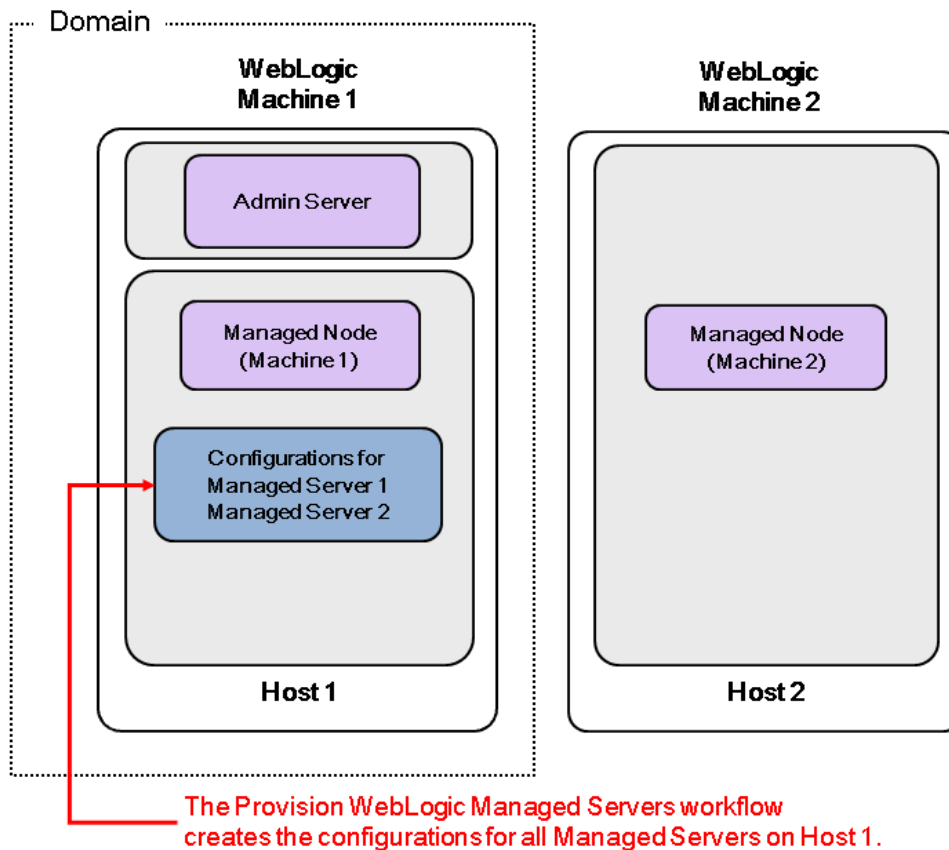 Domain
WebLogic
Machine 1
Admin Server
Managed Node
(Machine 1)
Configurations for
Managed Server 1
Managed Server 2
Host 1
WebLogic
Machine 2
Managed Node
(Machine 2)
Host 2
The Provision WebLogic Managed Servers workflow
creates the configurations for all Managed Servers on Host 1.